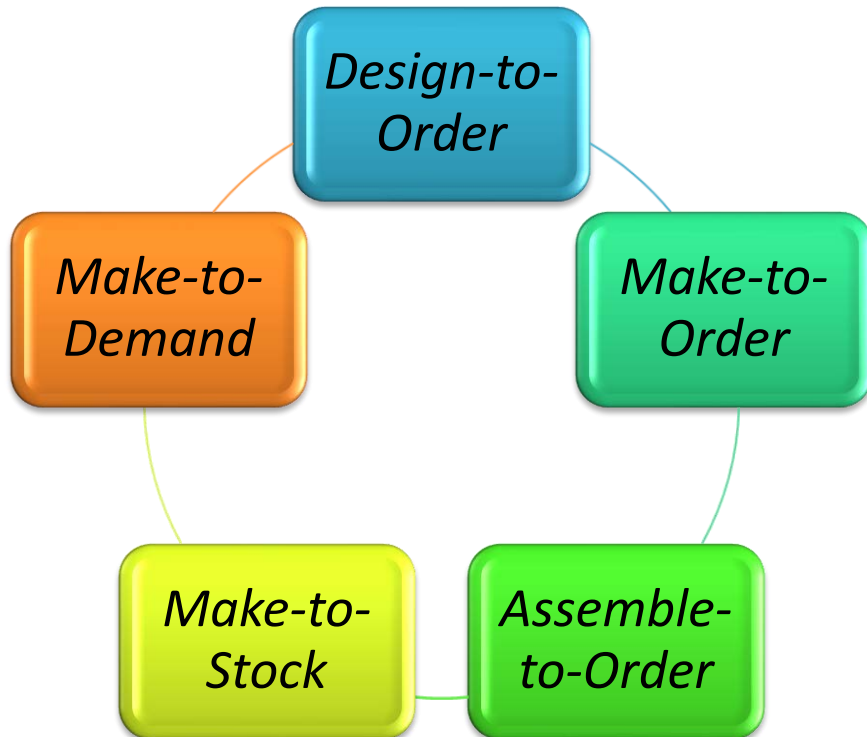 Design-to-
Order
Make-to-
Order
Assemble-
to-Order
Make-to-
Stock
Make-to-
Demand